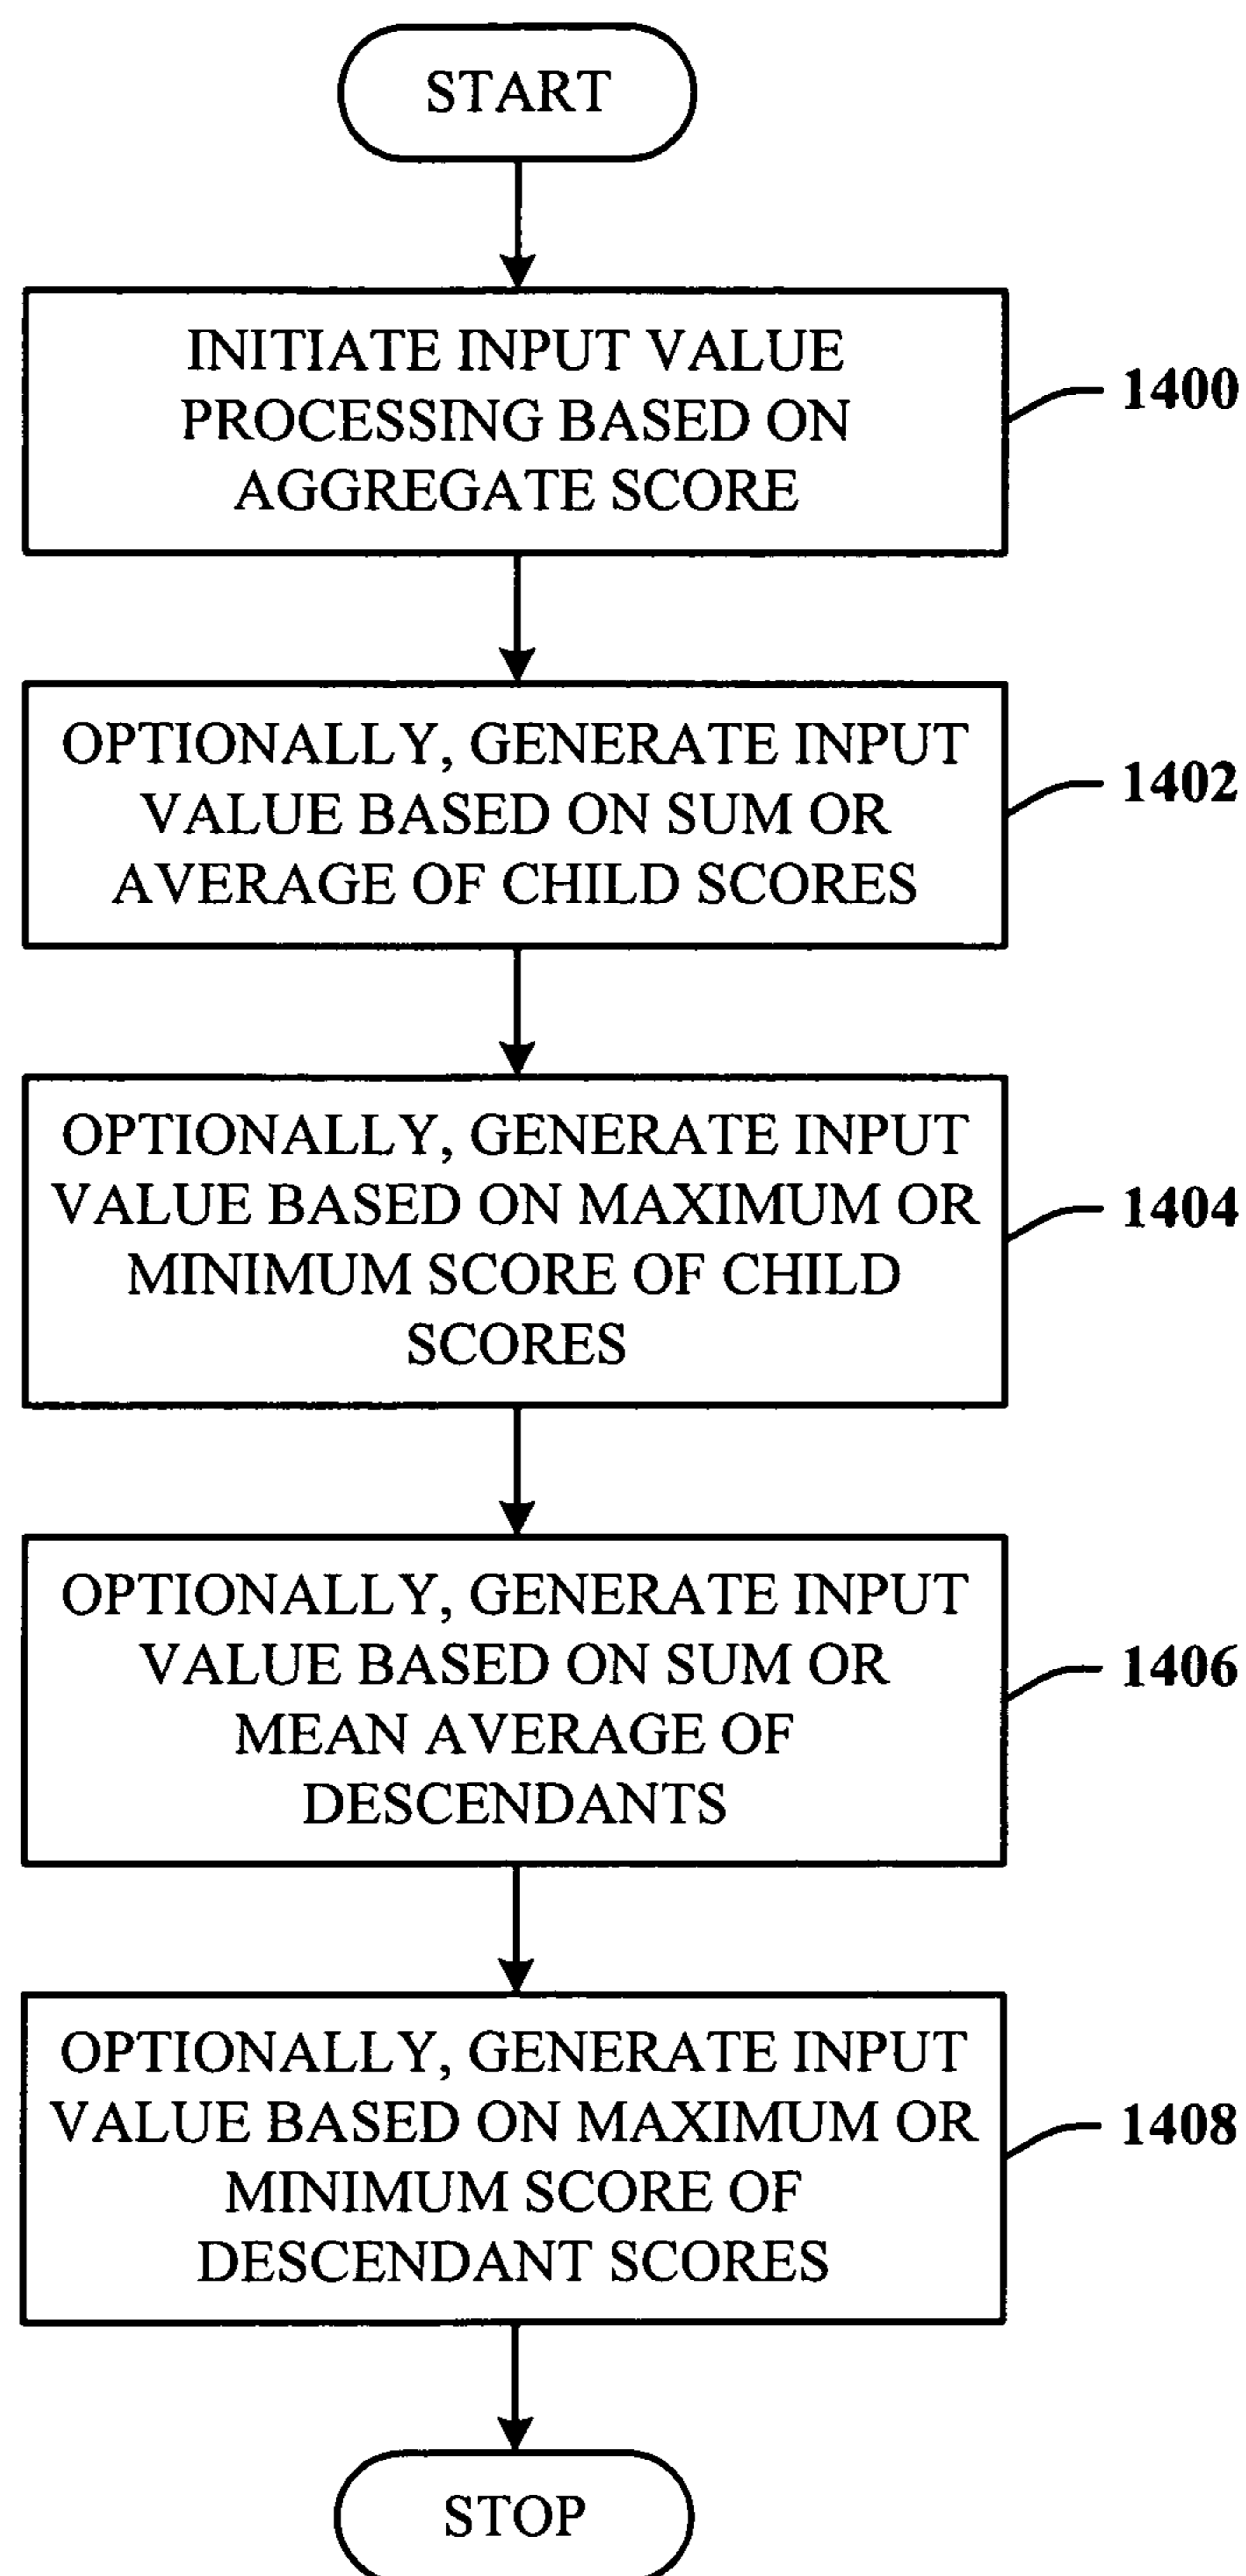 START
INITIATE INPUT VALUE
PROCESSING BASED ON
AGGREGATE SCORE
1400
OPTIONALLY, GENERATE INPUT
VALUE BASED ON SUM OR
AVERAGE OF CHILD SCORES
1402
OPTIONALLY, GENERATE INPUT
VALUE BASED ON MAXIMUM OR
MINIMUM SCORE OF CHILD
SCORES
1404
OPTIONALLY, GENERATE INPUT
VALUE BASED ON SUM OR
MEAN AVERAGE OF
DESCENDANTS
1406
OPTIONALLY, GENERATE INPUT
VALUE BASED ON MAXIMUM OR
MINIMUM SCORE OF
DESCENDANT SCORES
1408
STOP